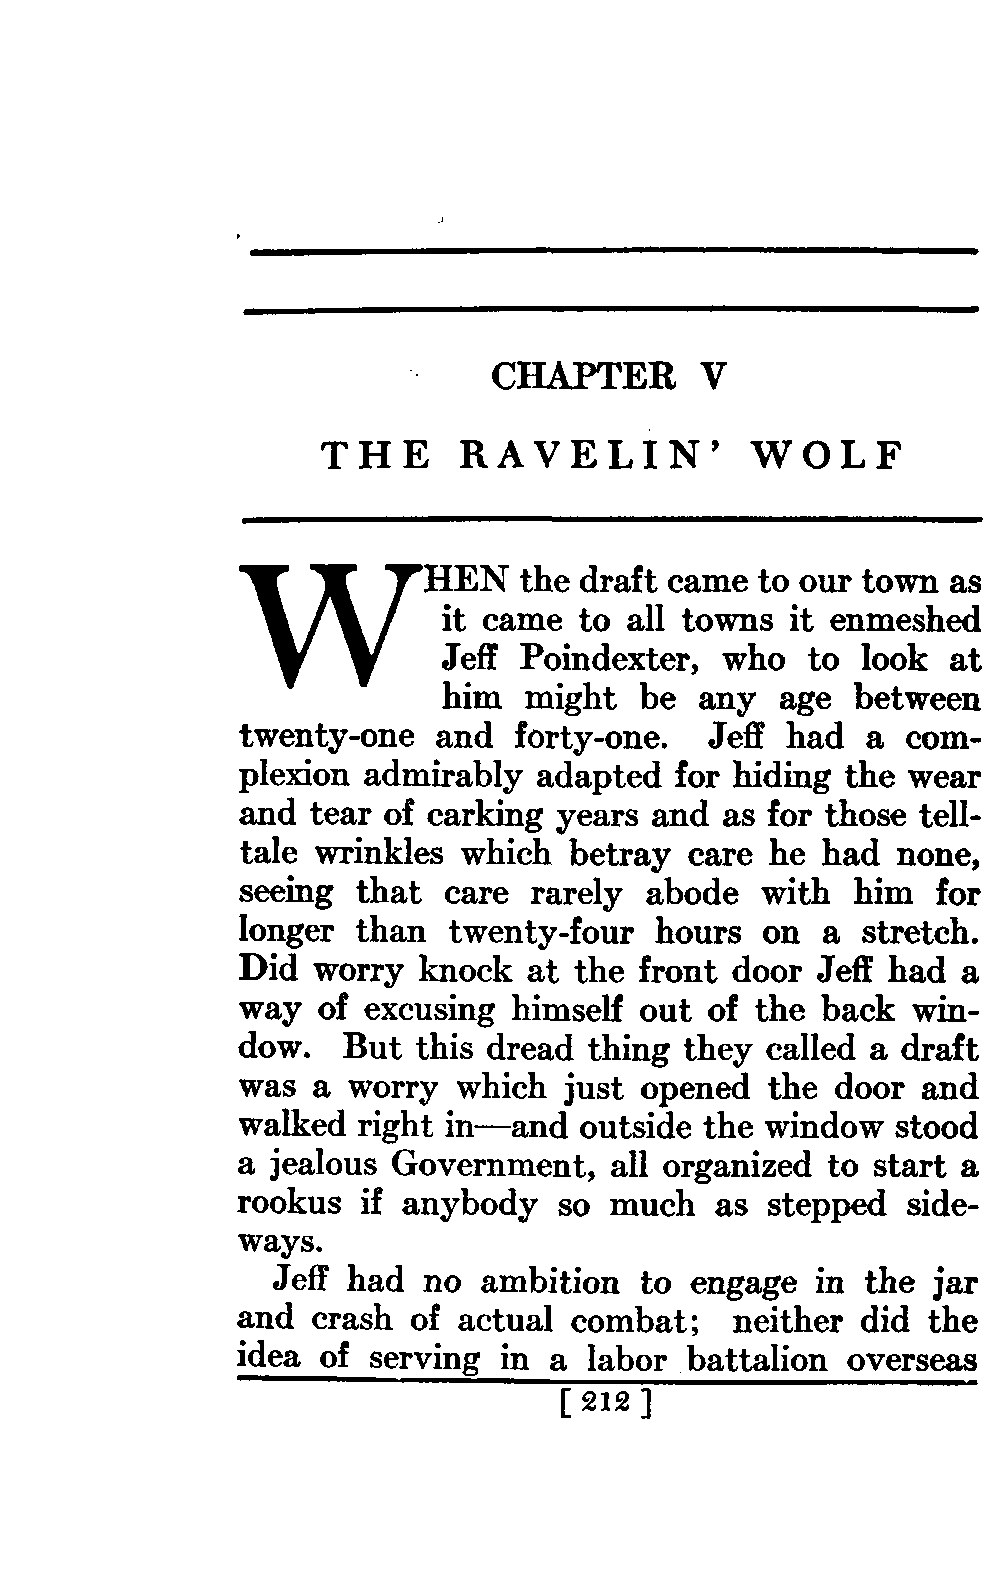 CHAPTER V
THE RAVELIN' WOLF
WHEN the draft came to our town as
it came to all towns it enmeshed
Jeff Poindexter, who to look at
him might be any age between
twenty-one and forty-one. Jeff had a com-
plexion admirably adapted for hiding the wear
and tear of carking years and as for those tell-
tale wrinkles which betray care he had none,
seeing that care rarely abode with him for
longer than twenty-four hours on a stretch.
Did worry knock at the front door Jeff had a
way of excusing himself out of the back win-
dow. But this dread thing they called a draft
was a worry which just opened the door and
walked right in—and outside the window stood
a jealous Government, all organized to start a
rookus if anybody so much as stepped side-
ways.
Jeff had no ambition to engage in the jar
and crash of actual combat; neither did the
idea of serving in a labor battalion overseas
[ 212 ]